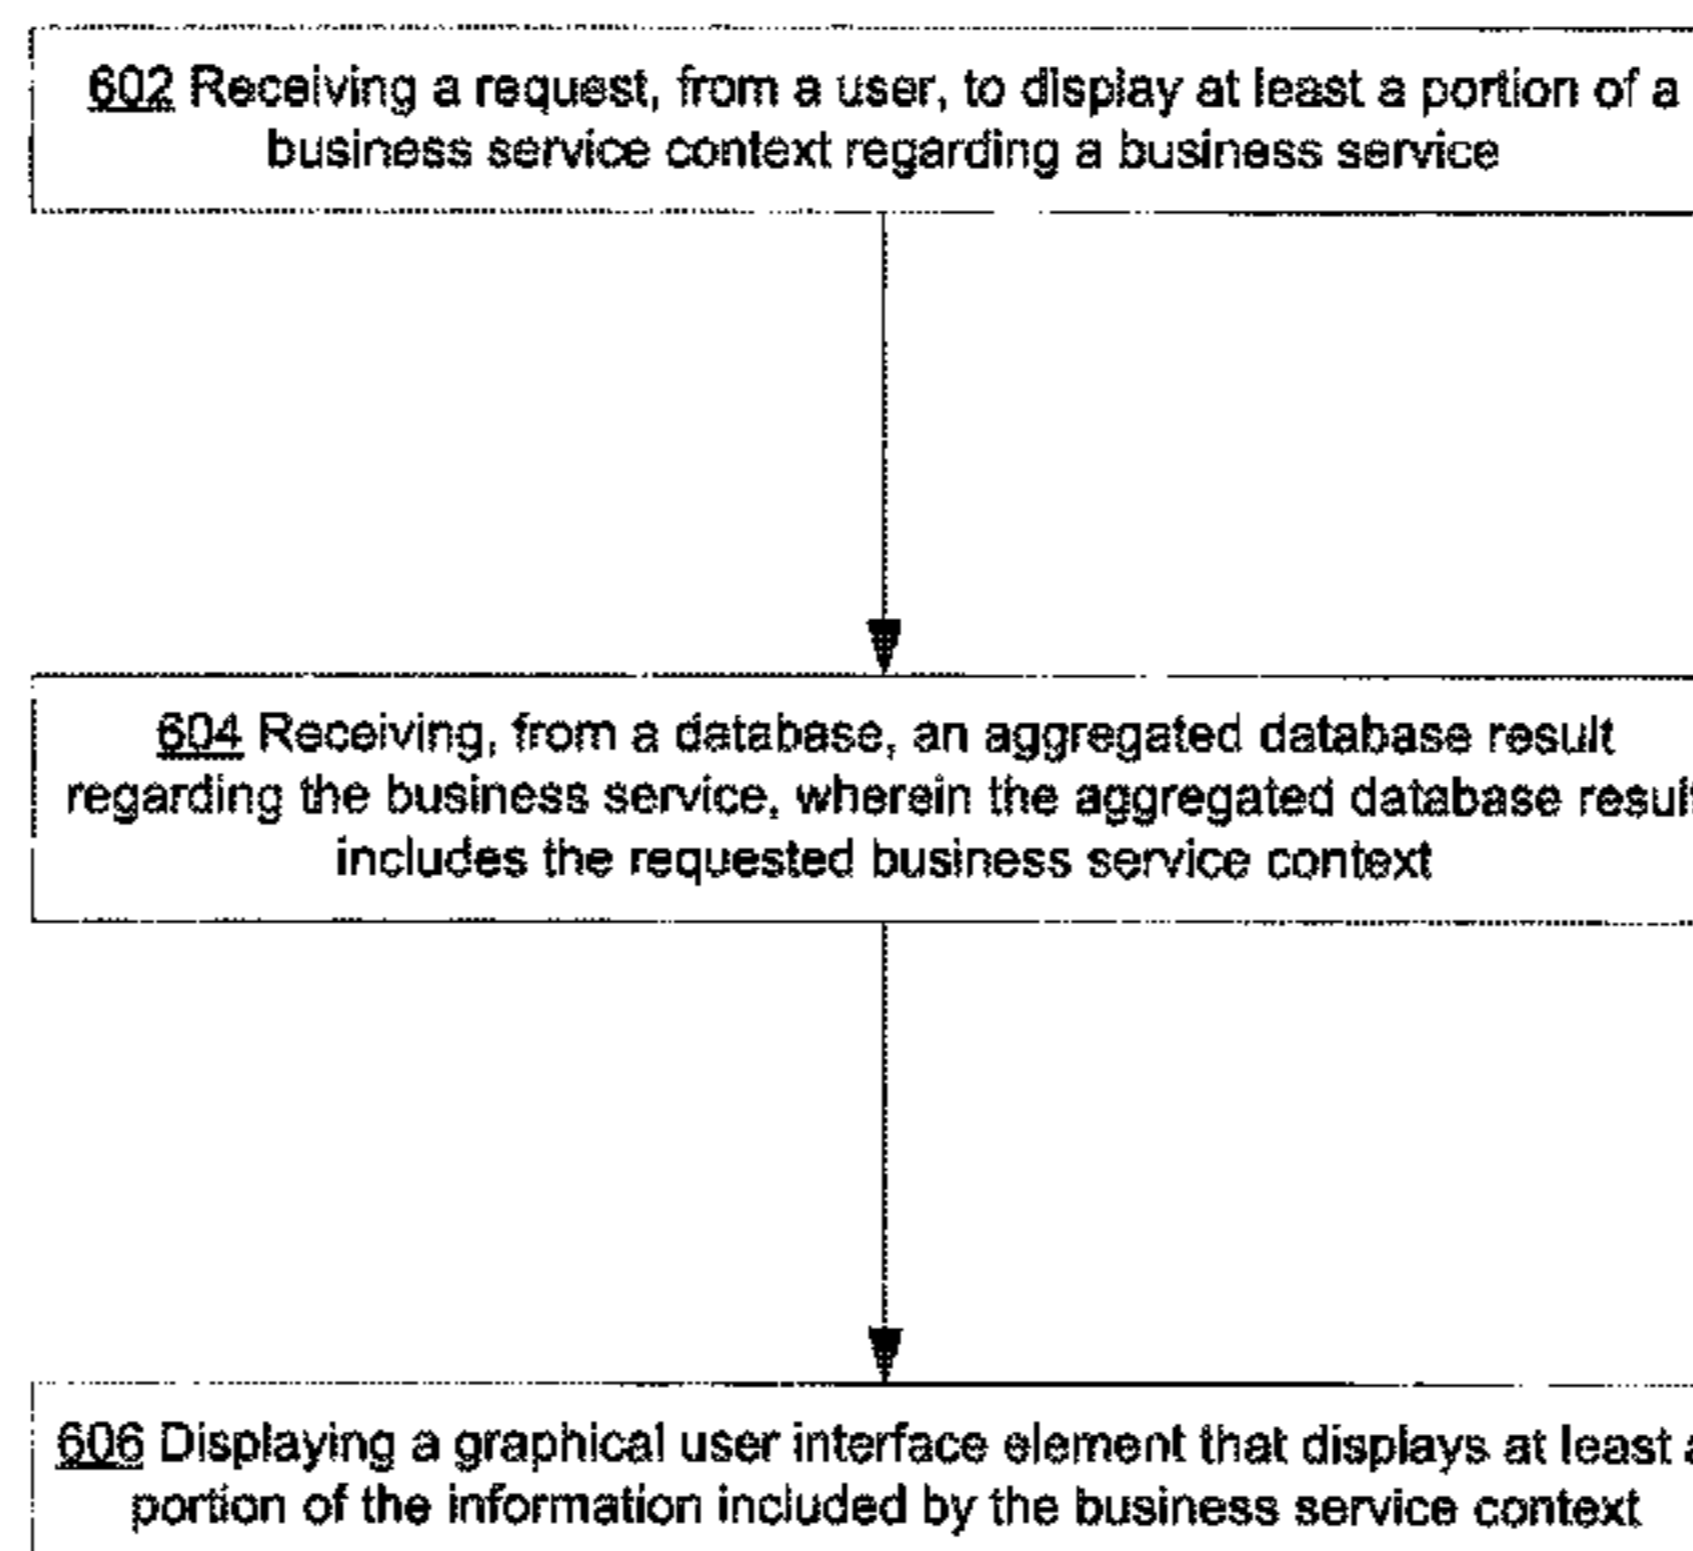 602 Receiving a request, from a user, to display at least a portion of a
business service context regarding a business service
604 Receiving, from a database, an aggregated database result
regarding the business service, wherein the aggregated database result
includes the requested business service context
606 Displaying a graphical user interface element that displays at least a
portion of the information included by the business service context